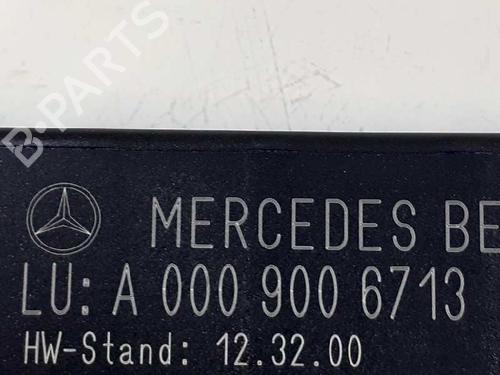 B-PARTS
MERCEDES BE
LU: A 000 900 6713
HW-Stand: 12.32.00